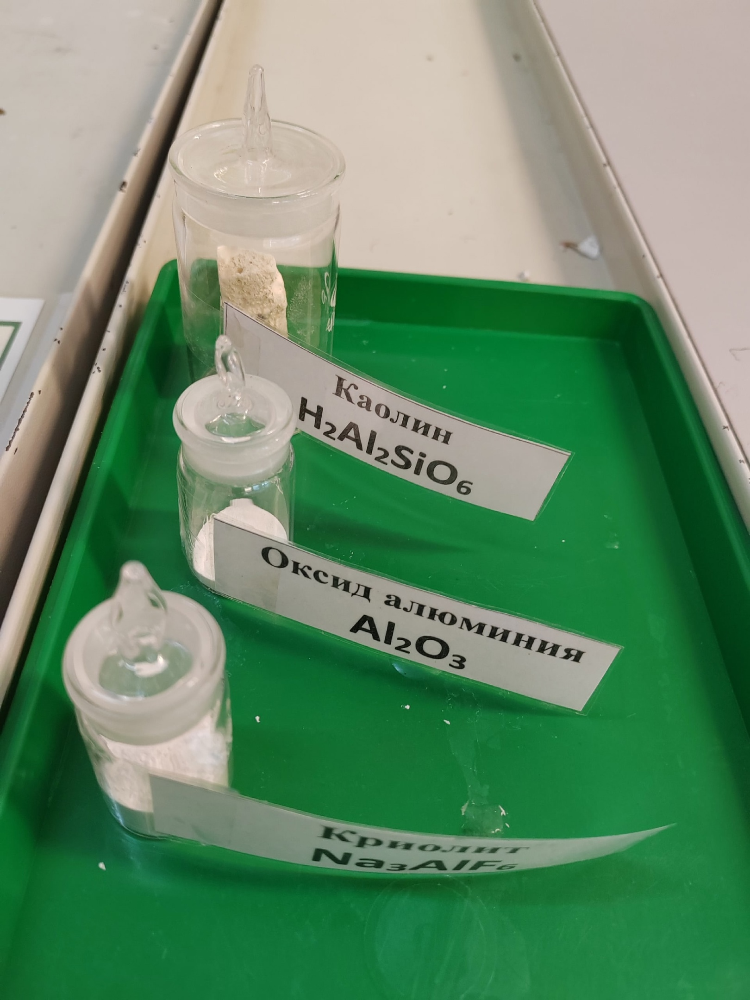 Каолин
H₂Al₂SiO₆
Оксид алюминия
Al₂O₃
Криолит
Na₃AlF₆